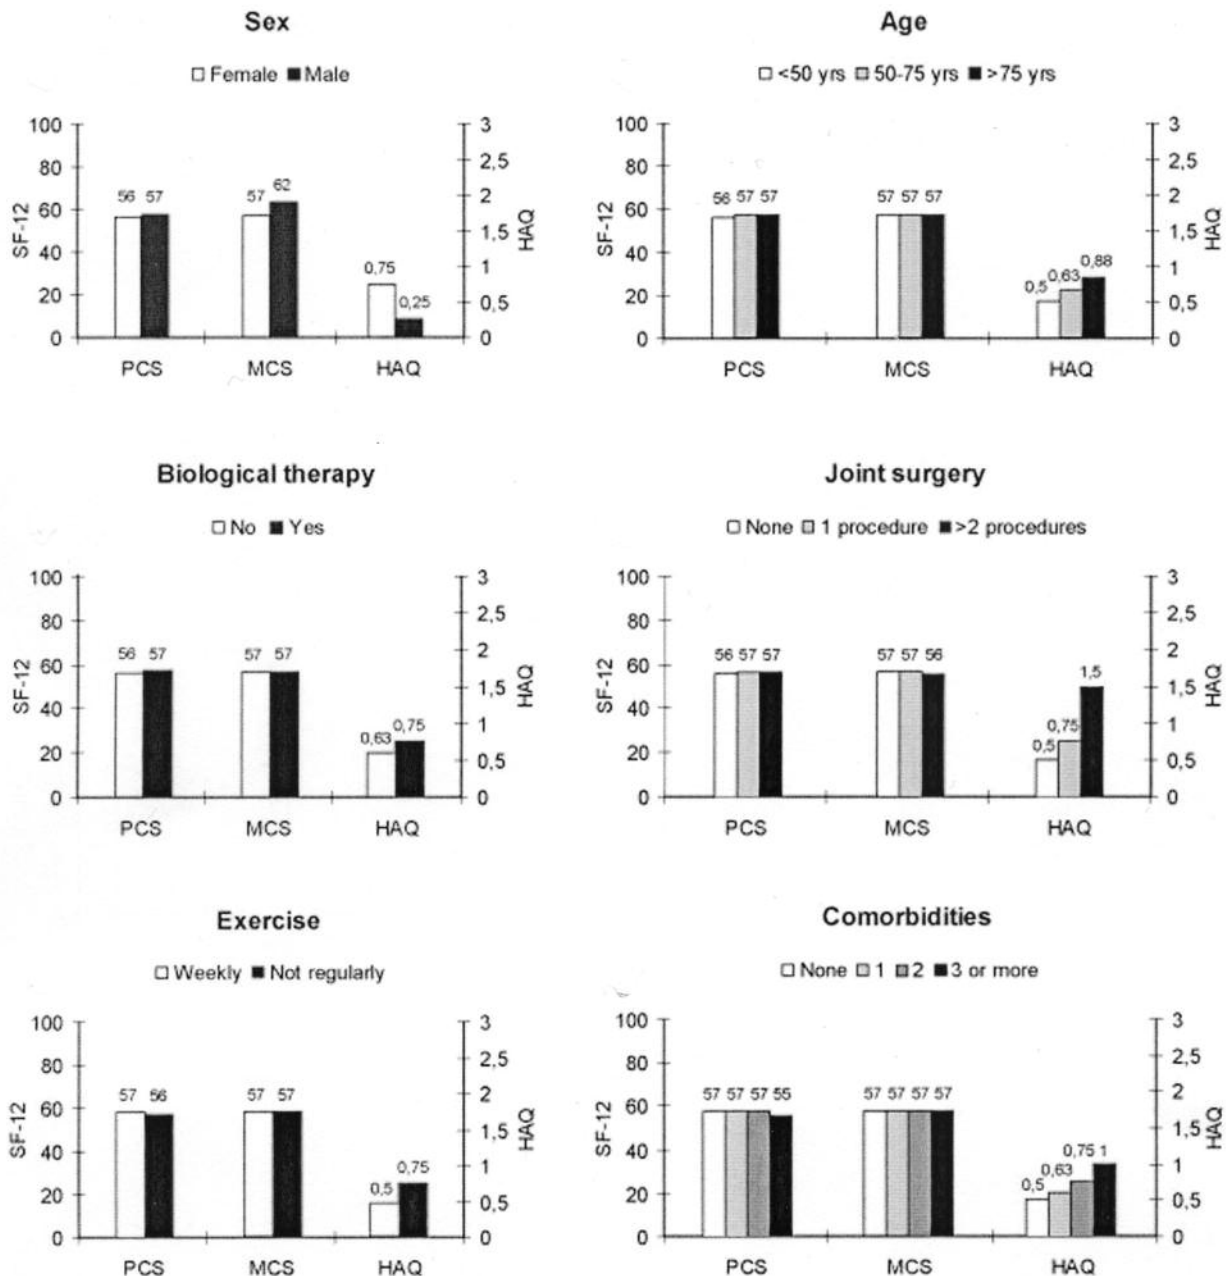 Sex
Female Male
100
80
60
40
20
0
SF-12
56 57
57 62
0,75
0,25
3
2,5
2
1,5
1
0,5
0
HAQ
PCS MCS HAQ
Age
<50 yrs 50-75 yrs >75 yrs
100
80
60
40
20
0
SF-12
56 57 57
57 57 57
0,5 0,63 0,88
3
2,5
2
1,5
1
0,5
0
HAQ
PCS MCS HAQ
Biological therapy
No Yes
100
80
60
40
20
0
SF-12
56 57
57 57
0,63 0,75
3
2,5
2
1,5
1
0,5
0
HAQ
PCS MCS HAQ
Joint surgery
None 1 procedure >2 procedures
100
80
60
40
20
0
SF-12
56 57 57
57 57 56
0,5 0,75 1,5
3
2,5
2
1,5
1
0,5
0
HAQ
PCS MCS HAQ
Exercise
Weekly Not regularly
100
80
60
40
20
0
SF-12
57 56
57 57
0,5 0,75
3
2,5
2
1,5
1
0,5
0
HAQ
PCS MCS HAQ
Comorbidities
None 1 2 3 or more
100
80
60
40
20
0
SF-12
57 57 57 55
57 57 57 57
0,5 0,63 0,75 1
3
2,5
2
1,5
1
0,5
0
HAQ
PCS MCS HAQ